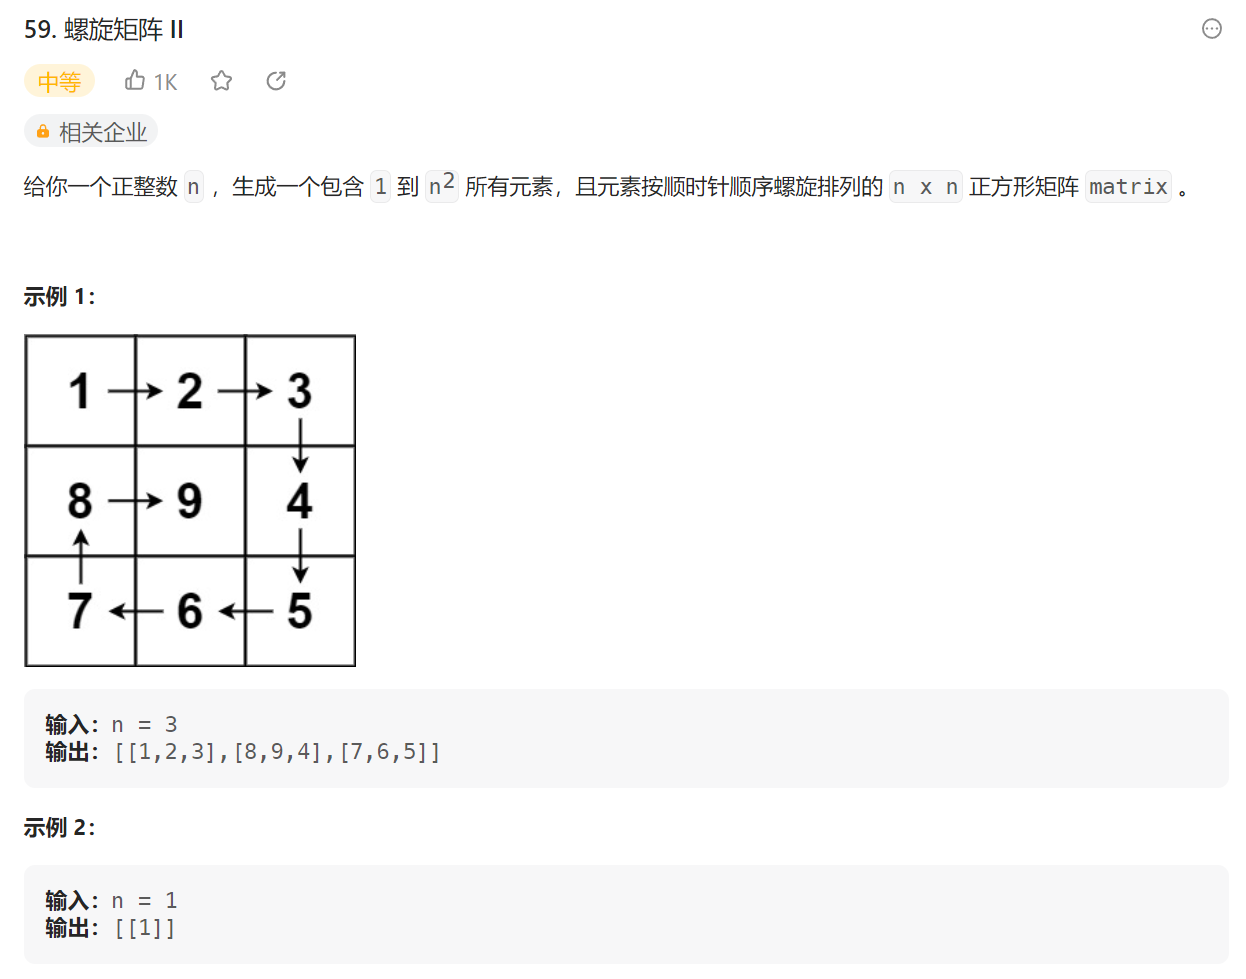 59. 螺旋矩阵 II
中等 1K
相关企业
给你一个正整数 n ，生成一个包含 1 到 n² 所有元素，且元素按顺时针顺序螺旋排列的 n x n 正方形矩阵 matrix 。
示例 1：
1 2 3
8 9 4
7 6 5
输入：n = 3
输出：[[1,2,3],[8,9,4],[7,6,5]]
示例 2：
输入：n = 1
输出：[[1]]